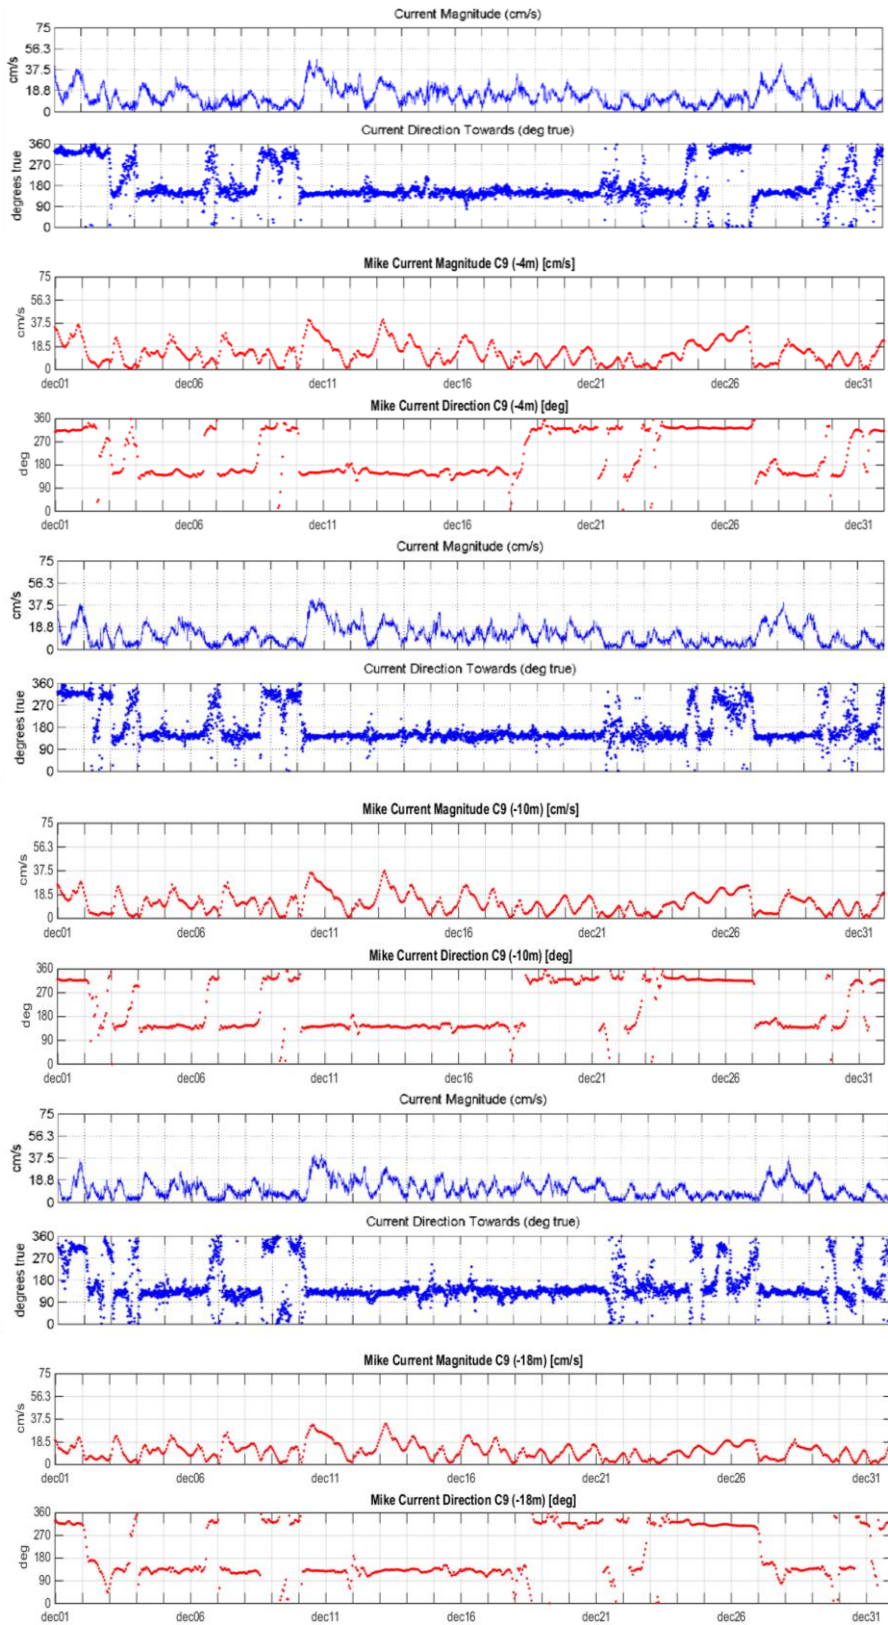 Current Magnitude (cm/s)
75
56.3
37.5
18.8
0
cm/s
Current Direction Towards (deg true)
360
270
180
90
0
degrees true
Mike Current Magnitude C9 (-4m) [cm/s]
75
56.3
37.5
18.5
0
cm/s
dec01 dec06 dec11 dec16 dec21 dec26 dec31
Mike Current Direction C9 (-4m) [deg]
360
270
180
90
0
deg
dec01 dec06 dec11 dec16 dec21 dec26 dec31
Current Magnitude (cm/s)
75
56.3
37.5
18.8
0
cm/s
Current Direction Towards (deg true)
360
270
180
90
0
degrees true
Mike Current Magnitude C9 (-10m) [cm/s]
75
56.3
37.5
18.5
0
cm/s
dec01 dec06 dec11 dec16 dec21 dec26 dec31
Mike Current Direction C9 (-10m) [deg]
360
270
180
90
0
deg
dec01 dec06 dec11 dec16 dec21 dec26 dec31
Current Magnitude (cm/s)
75
56.3
37.5
18.8
0
cm/s
Current Direction Towards (deg true)
360
270
180
90
0
degrees true
Mike Current Magnitude C9 (-18m) [cm/s]
75
56.3
37.5
18.5
0
cm/s
dec01 dec06 dec11 dec16 dec21 dec26 dec31
Mike Current Direction C9 (-18m) [deg]
360
270
180
90
0
deg
dec01 dec06 dec11 dec16 dec21 dec26 dec31